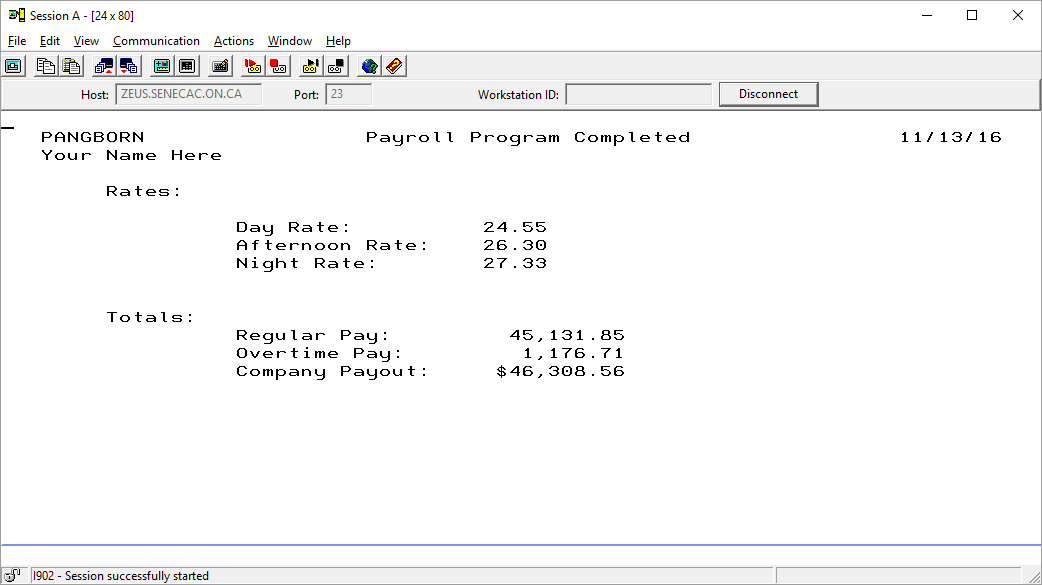 Session A - [24 x 80]
File Edit View Communication Actions Window Help
Host: ZEUS.SENECAC.ON.CA Port: 23 Workstation ID: Disconnect
PANGBORN Payroll Program Completed 11/13/16
Your Name Here
Rates:
Day Rate: 24.55
Afternoon Rate: 26.30
Night Rate: 27.33
Totals:
Regular Pay: 45,131.85
Overtime Pay: 1,176.71
Company Payout: $46,308.56
I902 - Session successfully started